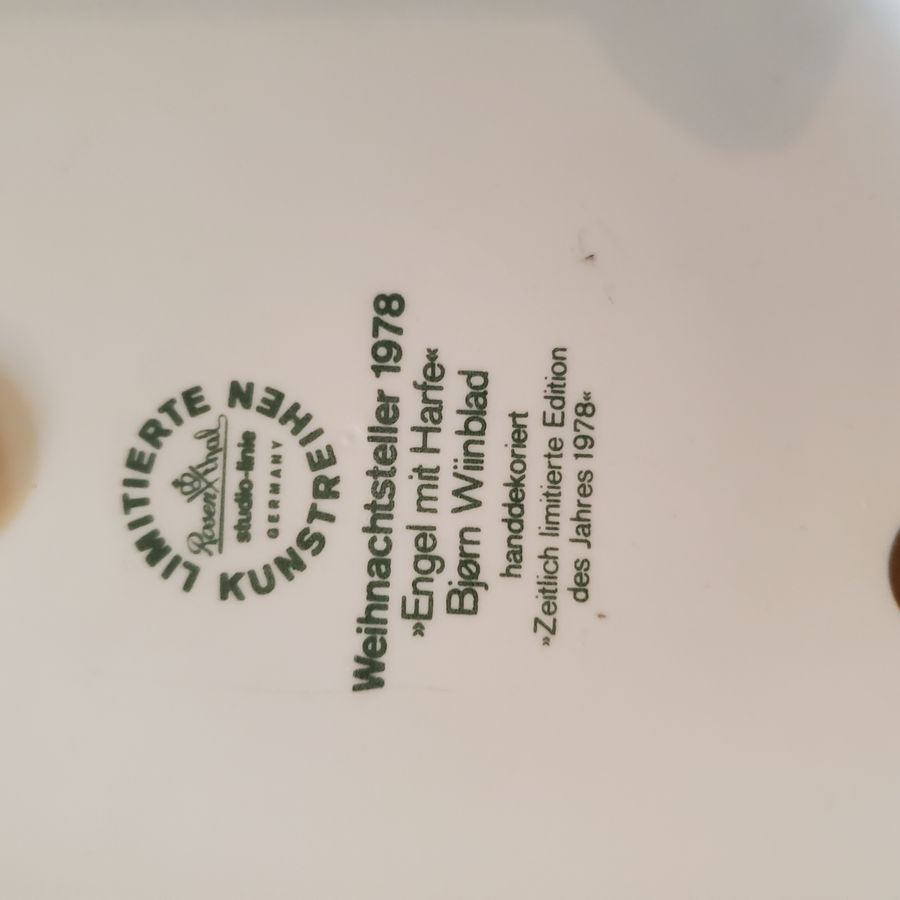 LIMITIERTE KUNSTREIHEN
Rosenthal
studio-linie
GERMANY
Weihnachtsteller 1978
»Engel mit Harfe«
Bjørn Wiinblad
handdekoriert
»Zeitlich limitierte Edition
des Jahres 1978«